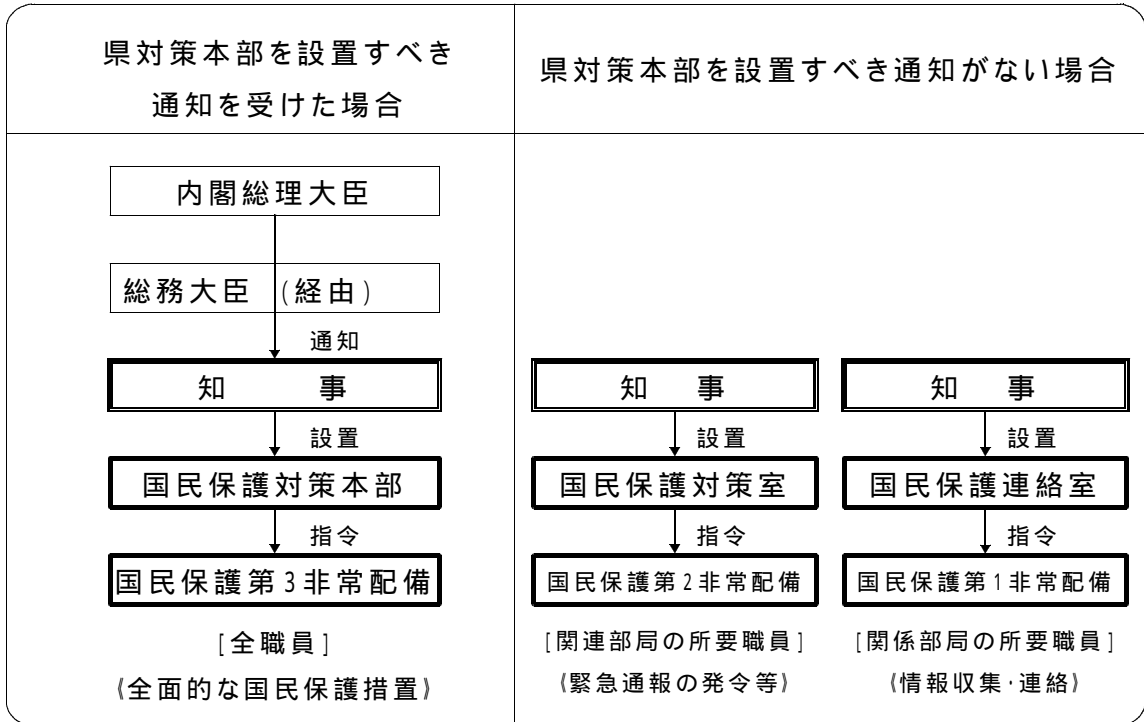 県対策本部を設置すべき
通知を受けた場合
県対策本部を設置すべき通知がない場合
内閣総理大臣
総務大臣 (経由)
通知
知 事
設置
国民保護対策本部
指令
国民保護第3非常配備
[全職員]
《全面的な国民保護措置》
知 事
設置
国民保護対策室
指令
国民保護第2非常配備
[関連部局の所要職員]
《緊急通報の発令等》
知 事
設置
国民保護連絡室
指令
国民保護第1非常配備
[関係部局の所要職員]
《情報収集・連絡》